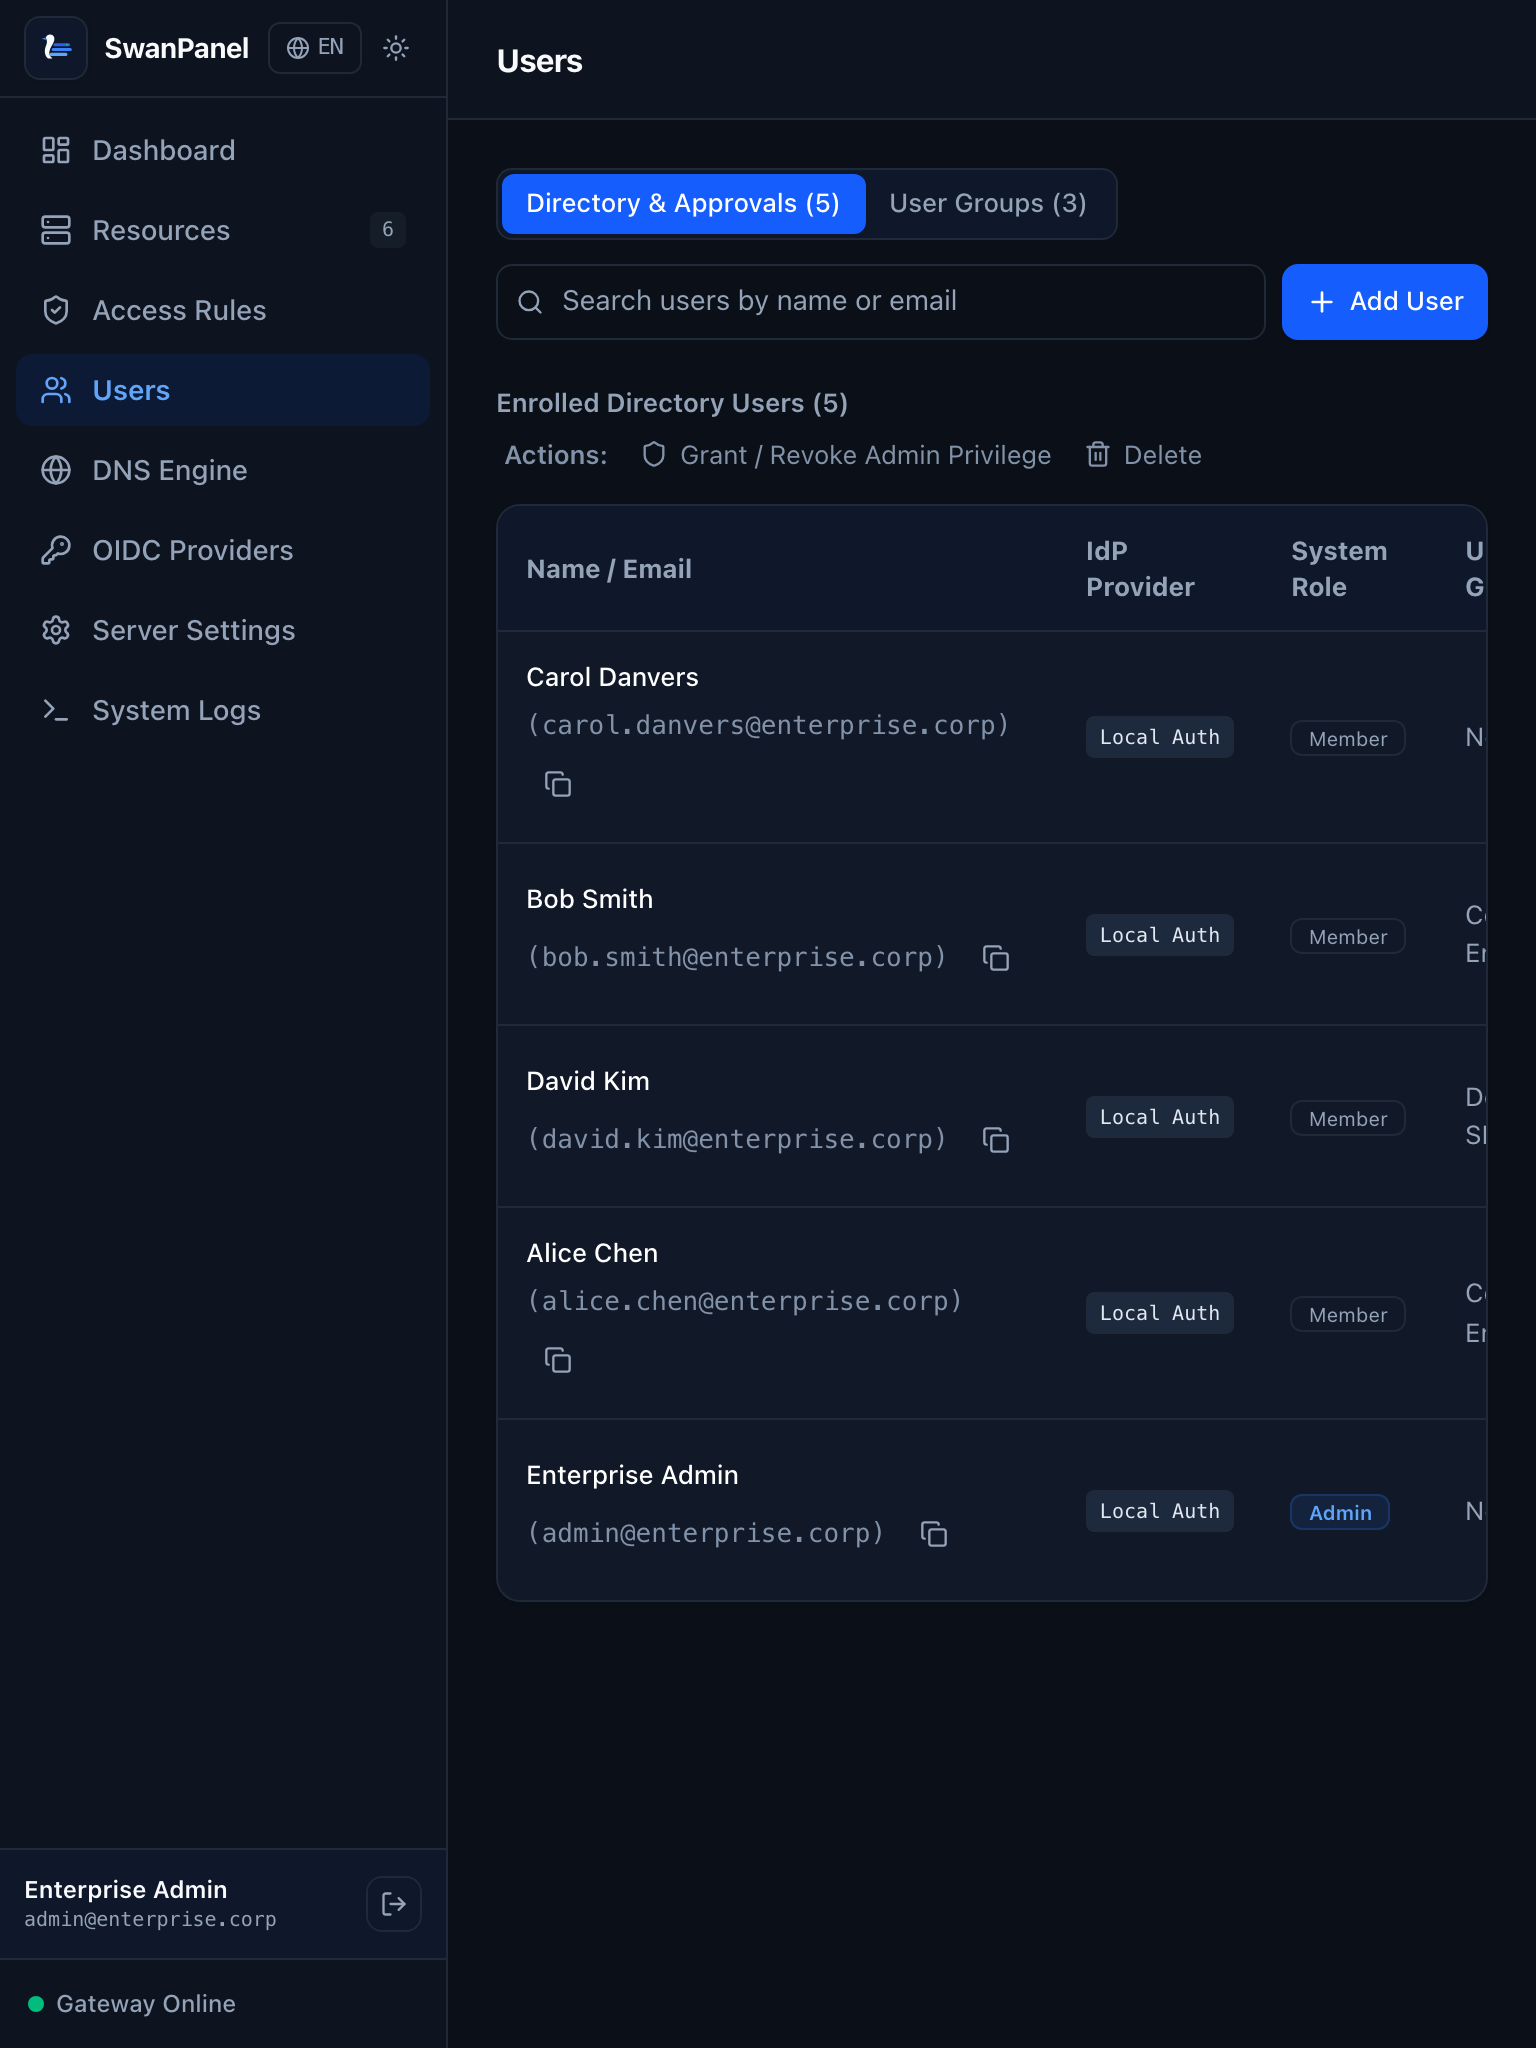 SwanPanel
EN
Dashboard
Resources
6
Access Rules
Users
DNS Engine
OIDC Providers
Server Settings
System Logs
Enterprise Admin
admin@enterprise.corp
Gateway Online
Users
Directory & Approvals (5)
User Groups (3)
Search users by name or email
Add User
Enrolled Directory Users (5)
Actions:
Grant / Revoke Admin Privilege
Delete
Name / Email
IdP
Provider
System
Role
Carol Danvers
(carol.danvers@enterprise.corp)
Local Auth
Member
Bob Smith
(bob.smith@enterprise.corp)
Local Auth
Member
David Kim
(david.kim@enterprise.corp)
Local Auth
Member
Alice Chen
(alice.chen@enterprise.corp)
Local Auth
Member
Enterprise Admin
(admin@enterprise.corp)
Local Auth
Admin